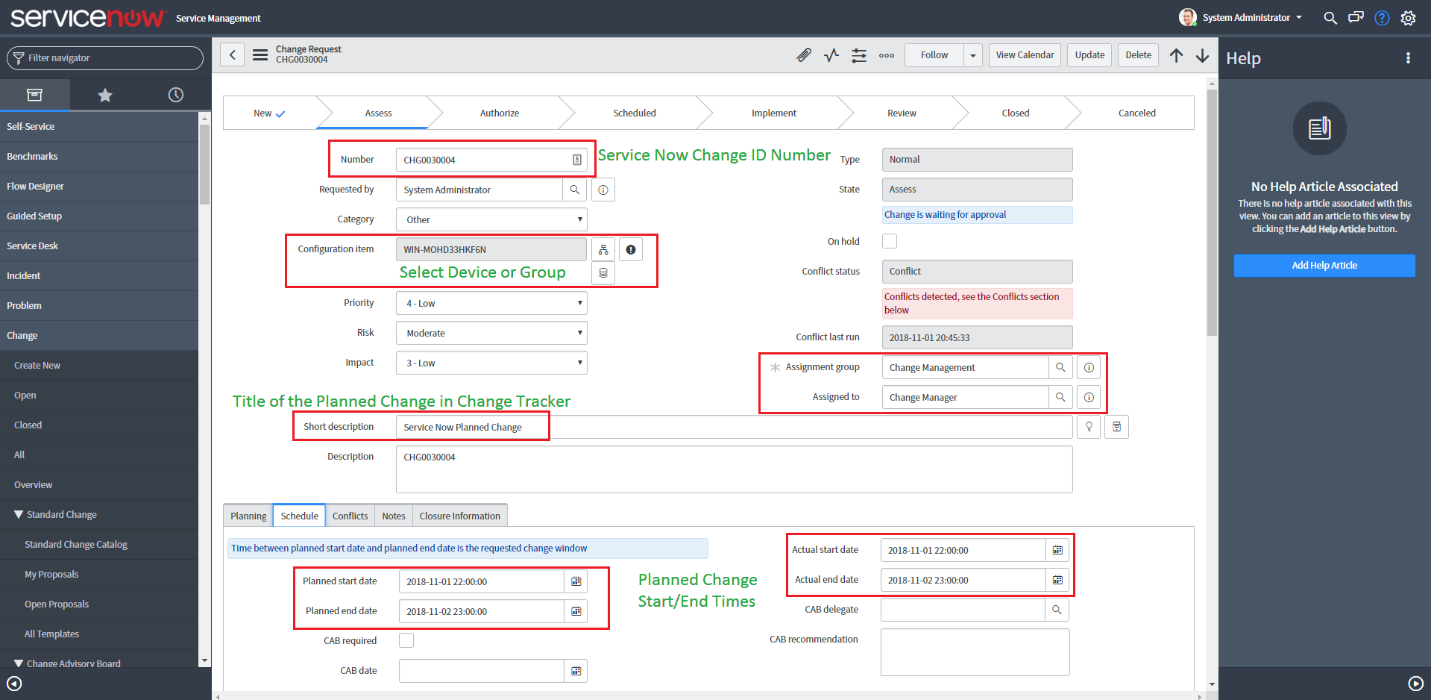 servicenow Service Management
System Administrator
Filter navigator
Self-Service
Benchmarks
Flow Designer
Guided Setup
Service Desk
Incident
Problem
Change
Create New
Open
Closed
All
Overview
Standard Change
Standard Change Catalog
My Proposals
Open Proposals
All Templates
Change Advisory Board
Change Request
CHG0030004
Follow
View Calendar
Update
Delete
New
Assess
Authorize
Scheduled
Implement
Review
Closed
Canceled
Number CHG0030004
Service Now Change ID Number
Requested by System Administrator
Category Other
Configuration item WIN-MOHD33HKF6N
Select Device or Group
Priority 4 - Low
Risk Moderate
Impact 3 - Low
Type Normal
State Assess
Change is waiting for approval
On hold
Conflict status Conflict
Conflicts detected, see the Conflicts section
below
Conflict last run 2018-11-01 20:45:33
Assignment group Change Management
Assigned to Change Manager
Title of the Planned Change in Change Tracker
Short description Service Now Planned Change
Description CHG0030004
Planning
Schedule
Conflicts
Notes
Closure Information
Time between planned start date and planned end date is the requested change window
Planned start date 2018-11-01 22:00:00
Planned end date 2018-11-02 23:00:00
CAB required
CAB date
Planned Change
Start/End Times
Actual start date 2018-11-01 22:00:00
Actual end date 2018-11-02 23:00:00
CAB delegate
CAB recommendation
Help
No Help Article Associated
There is no help article associated with this
view. You can add an article to this view by
clicking the Add Help Article button.
Add Help Article